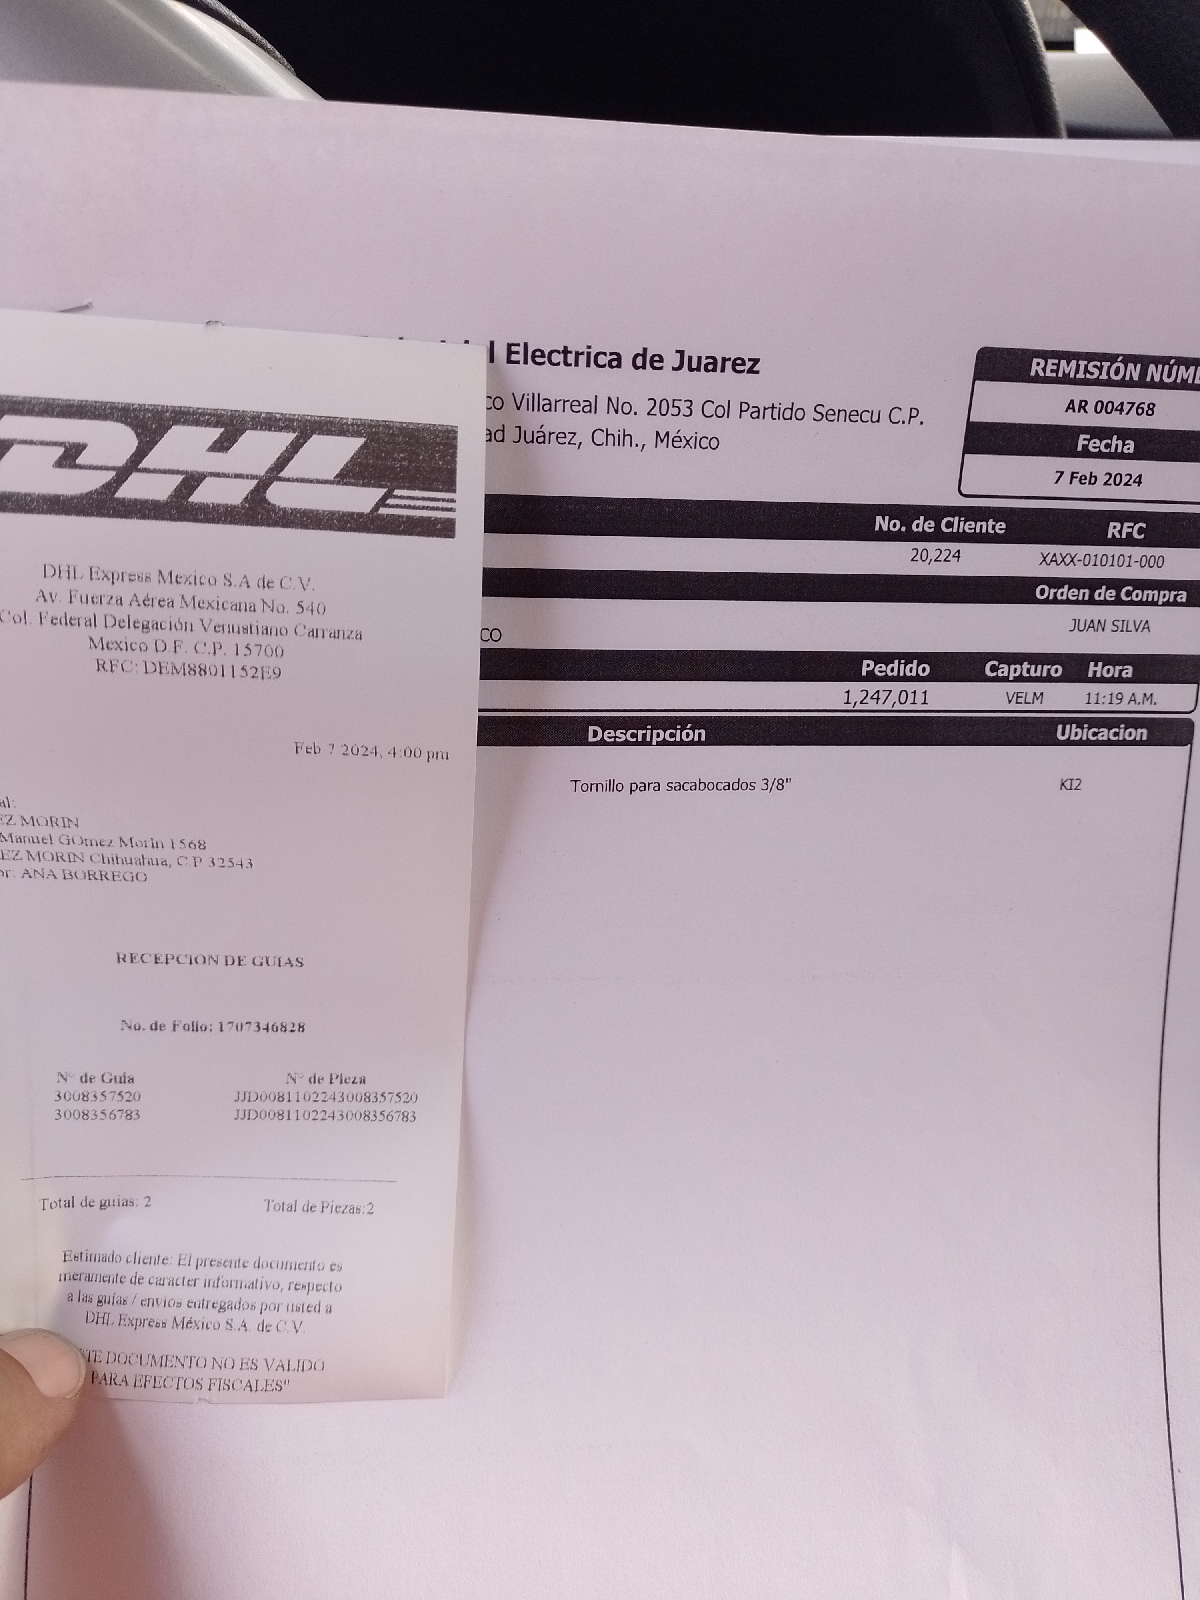 l Electrica de Juarez
co Villarreal No. 2053 Col Partido Senecu C.P.
ad Juárez, Chih., México
REMISIÓN NÚM
AR 004768
Fecha
7 Feb 2024
No. de Cliente RFC
20,224 XAXX-010101-000
Orden de Compra
CO JUAN SILVA
Pedido Capturo Hora
1,247,011 VELM 11:19 A.M.
Descripción Ubicacion
Tornillo para sacabocados 3/8" KI2
DHL
DHL Express Mexico S.A de C.V.
Av. Fuerza Aérea Mexicana No. 540
Col. Federal Delegación Venustiano Carranza
Mexico D.F. C.P. 15700
RFC: DEM8801152E9
Feb 7 2024, 4:00 pm
al:
EZ MORIN
Manuel GOmez Morin 1568
EZ MORIN Chihuahua, C.P 32543
or: ANA BORREGO
RECEPCION DE GUIAS
No. de Folio: 1707346828
N° de Guia N° de Pieza
3008357520 JJD0081102243008357520
3008356783 JJD0081102243008356783
Total de guias: 2 Total de Piezas:2
Estimado cliente: El presente documento es
meramente de caracter informativo, respecto
a las guías / envios entregados por usted a
DHL Express México S.A. de C.V.
TE DOCUMENTO NO ES VALIDO
PARA EFECTOS FISCALES"